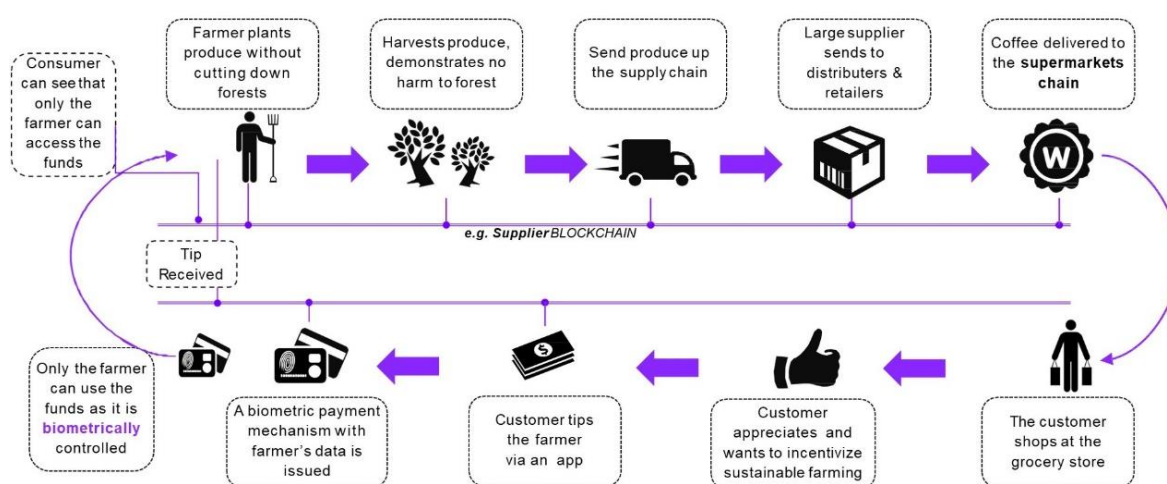 Consumer
can see that
only the
farmer can
access the
funds
Farmer plants
produce without
cutting down
forests
Harvests produce,
demonstrates no
harm to forest
Send produce up
the supply chain
Large supplier
sends to
distributers &
retailers
Coffee delivered to
the supermarkets
chain
W
e.g. Supplier BLOCKCHAIN
Tip
Received
Only the farmer
can use the
funds as it is
biometrically
controlled
A biometric payment
mechanism with
farmer's data is
issued
$
Customer tips
the farmer
via an app
Customer
appreciates and
wants to incentivize
sustainable farming
The customer
shops at the
grocery store